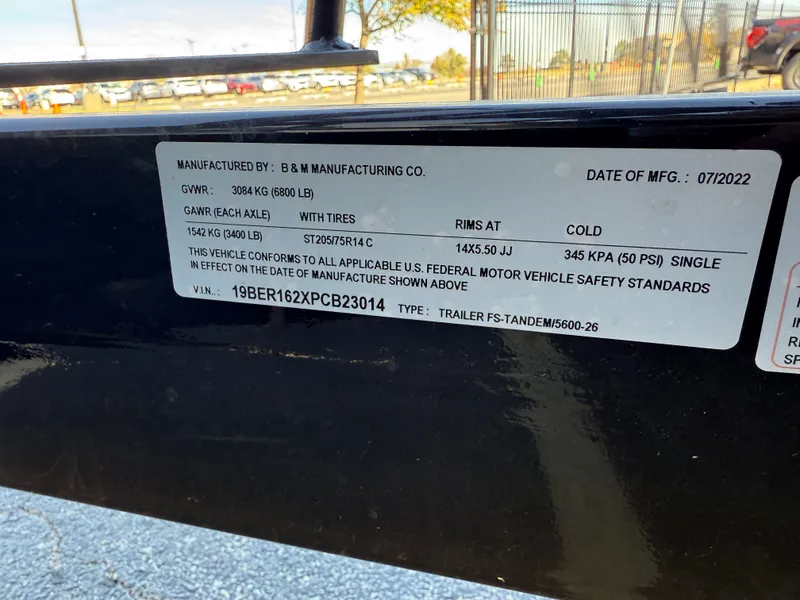 MANUFACTURED BY : B & M MANUFACTURING CO. DATE OF MFG. : 07/2022
GVWR : 3084 KG (6800 LB)
GAWR (EACH AXLE) WITH TIRES RIMS AT COLD
1542 KG (3400 LB) ST205/75R14 C 14X5.50 JJ 345 KPA (50 PSI) SINGLE
THIS VEHICLE CONFORMS TO ALL APPLICABLE U.S. FEDERAL MOTOR VEHICLE SAFETY STANDARDS
IN EFFECT ON THE DATE OF MANUFACTURE SHOWN ABOVE
V.I.N.. : 19BER162XPCB23014 TYPE : TRAILER FS-TANDEM/5600-26